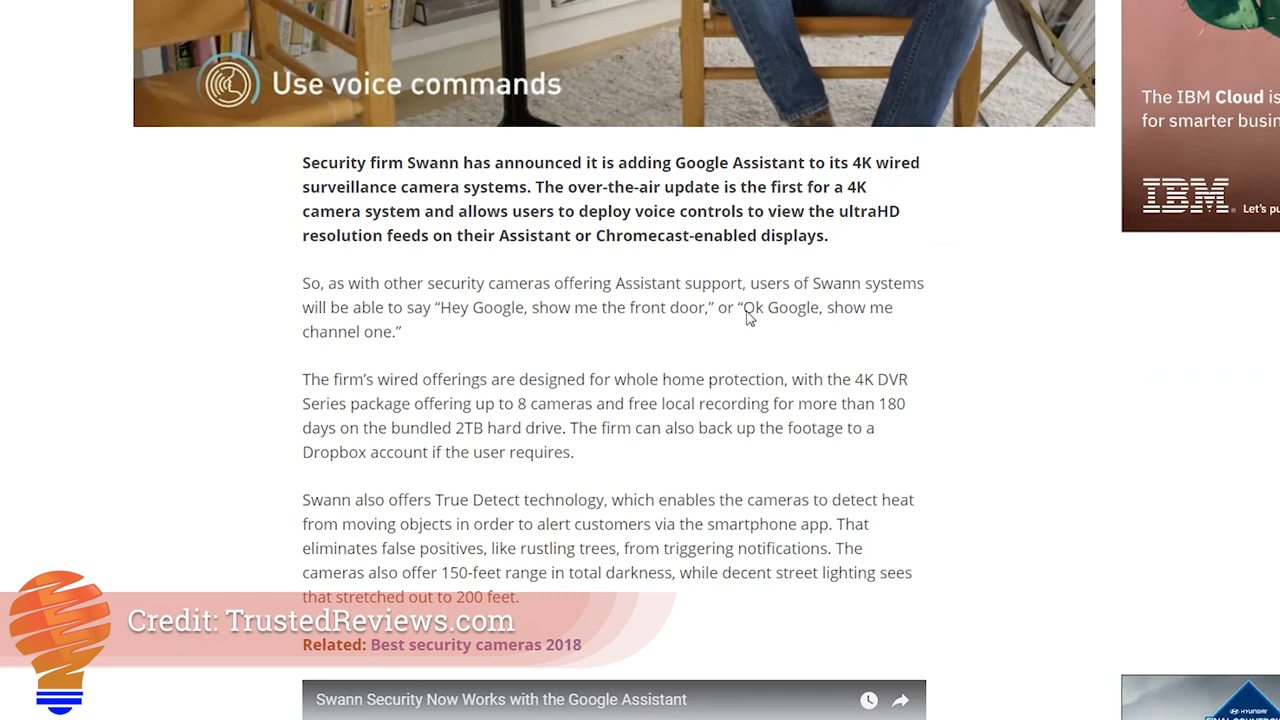 Use voice commands
The IBM Cloud is
for smarter busin
IBM
Let's pu
Security firm Swann has announced it is adding Google Assistant to its 4K wired
surveillance camera systems. The over-the-air update is the first for a 4K
camera system and allows users to deploy voice controls to view the ultraHD
resolution feeds on their Assistant or Chromecast-enabled displays.
So, as with other security cameras offering Assistant support, users of Swann systems
will be able to say “Hey Google, show me the front door,” or “Ok Google, show me
channel one.”
The firm’s wired offerings are designed for whole home protection, with the 4K DVR
Series package offering up to 8 cameras and free local recording for more than 180
days on the bundled 2TB hard drive. The firm can also back up the footage to a
Dropbox account if the user requires.
Swann also offers True Detect technology, which enables the cameras to detect heat
from moving objects in order to alert customers via the smartphone app. That
eliminates false positives, like rustling trees, from triggering notifications. The
cameras also offer 150-feet range in total darkness, while decent street lighting sees
that stretched out to 200 feet.
Credit: TrustedReviews.com
Related: Best security cameras 2018
Swann Security Now Works with the Google Assistant
HYUNDAI
FINAL COUNTD